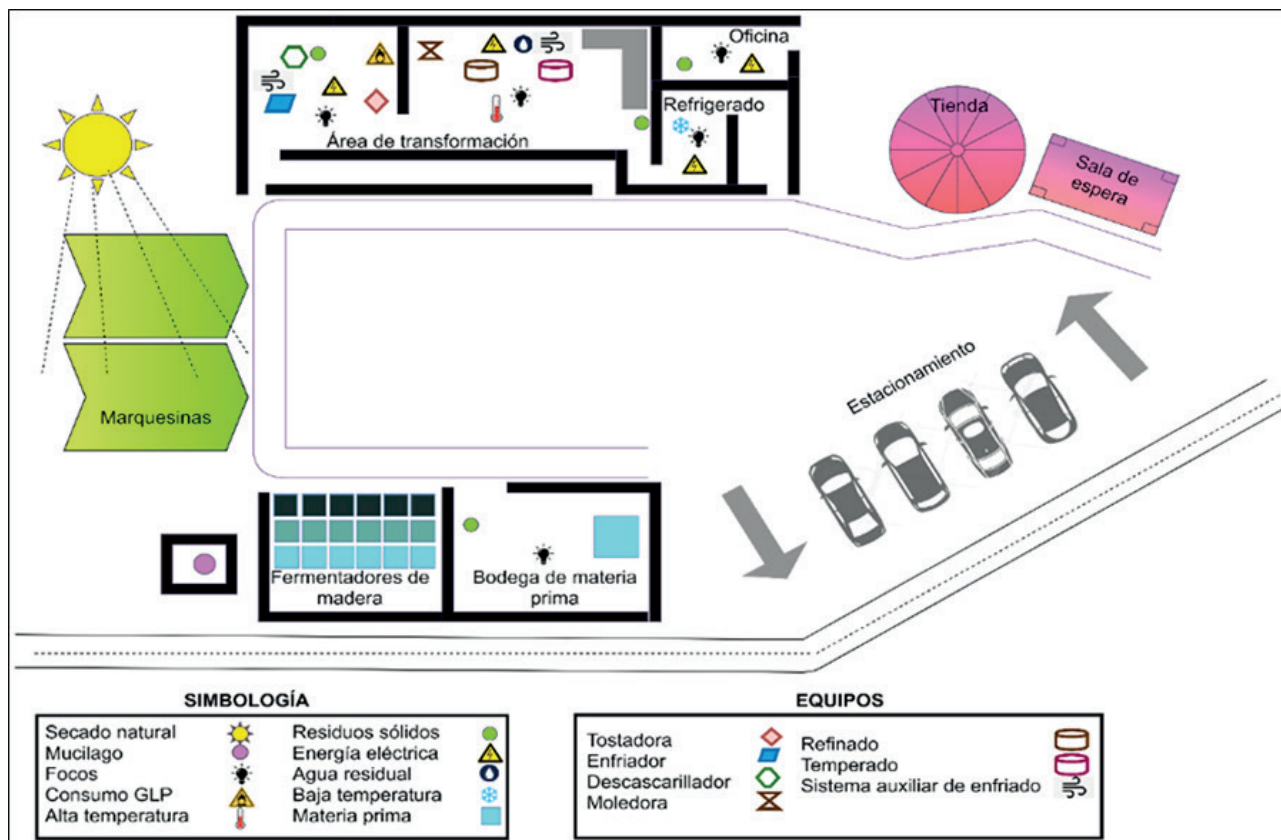 Oficina
Refrigerado
Área de transformación
Tienda
Sala de
espera
Estacionamiento
Marquesinas
Fermentadores de
madera
Bodega de materia
prima
SIMBOLOGÍA
Secado natural
Mucilago
Focos
Consumo GLP
Alta temperatura
Residuos sólidos
Energía eléctrica
Agua residual
Baja temperatura
Materia prima
EQUIPOS
Tostadora
Enfriador
Descascarillador
Moledora
Refinado
Temperado
Sistema auxiliar de enfriado